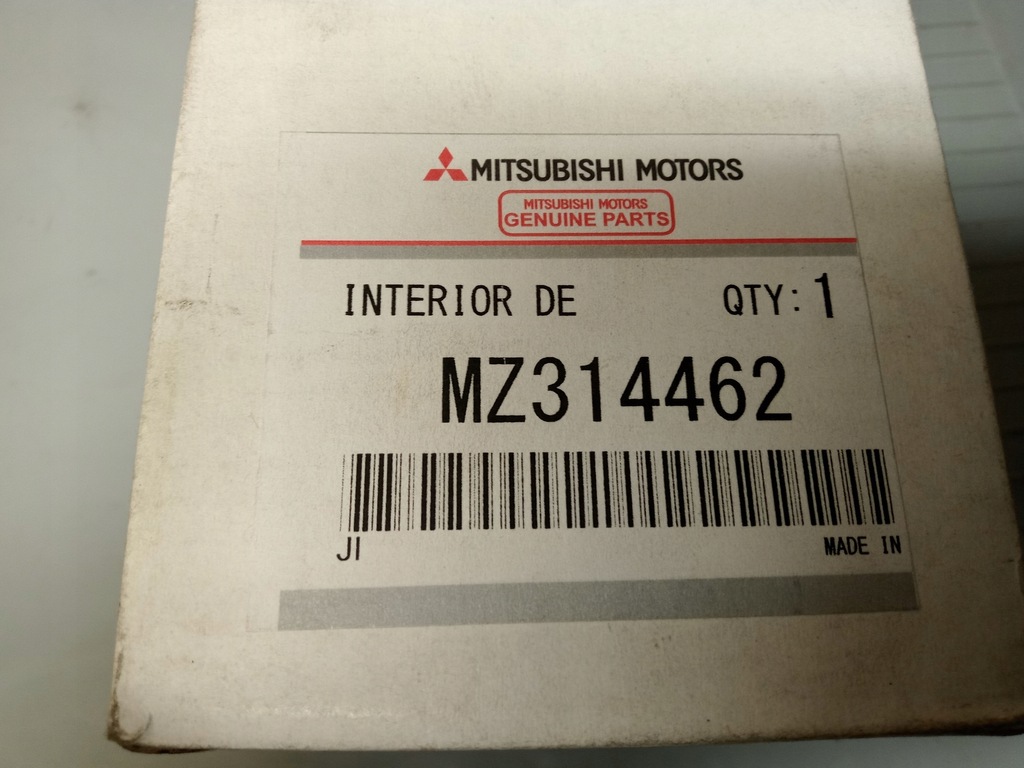 MITSUBISHI MOTORS
MITSUBISHI MOTORS
GENUINE PARTS
INTERIOR DE QTY: 1
MZ314462
JI MADE IN